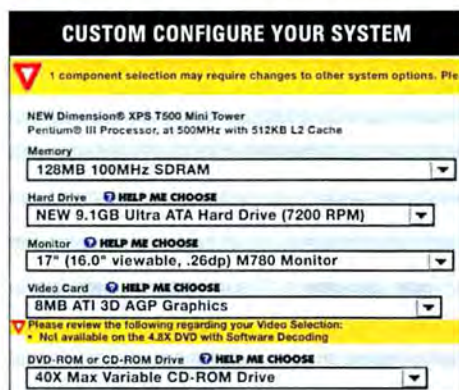 CUSTOM CONFIGURE YOUR SYSTEM
1 component selection may require changes to other system options. Ple
NEW Dimension® XPS T500 Mini Tower
Pentium® III Processor, at 500MHz with 512KB L2 Cache
Memory
128MB 100MHz SDRAM
Hard Drive ? HELP ME CHOOSE
NEW 9.1GB Ultra ATA Hard Drive (7200 RPM)
Monitor ? HELP ME CHOOSE
17" (16.0" viewable, .26dp) M780 Monitor
Video Card ? HELP ME CHOOSE
8MB ATI 3D AGP Graphics
Please review the following regarding your Video Selection:
• Not available on the 4.8X DVD with Software Decoding
DVD-ROM or CD-ROM Drive ? HELP ME CHOOSE
40X Max Variable CD-ROM Drive